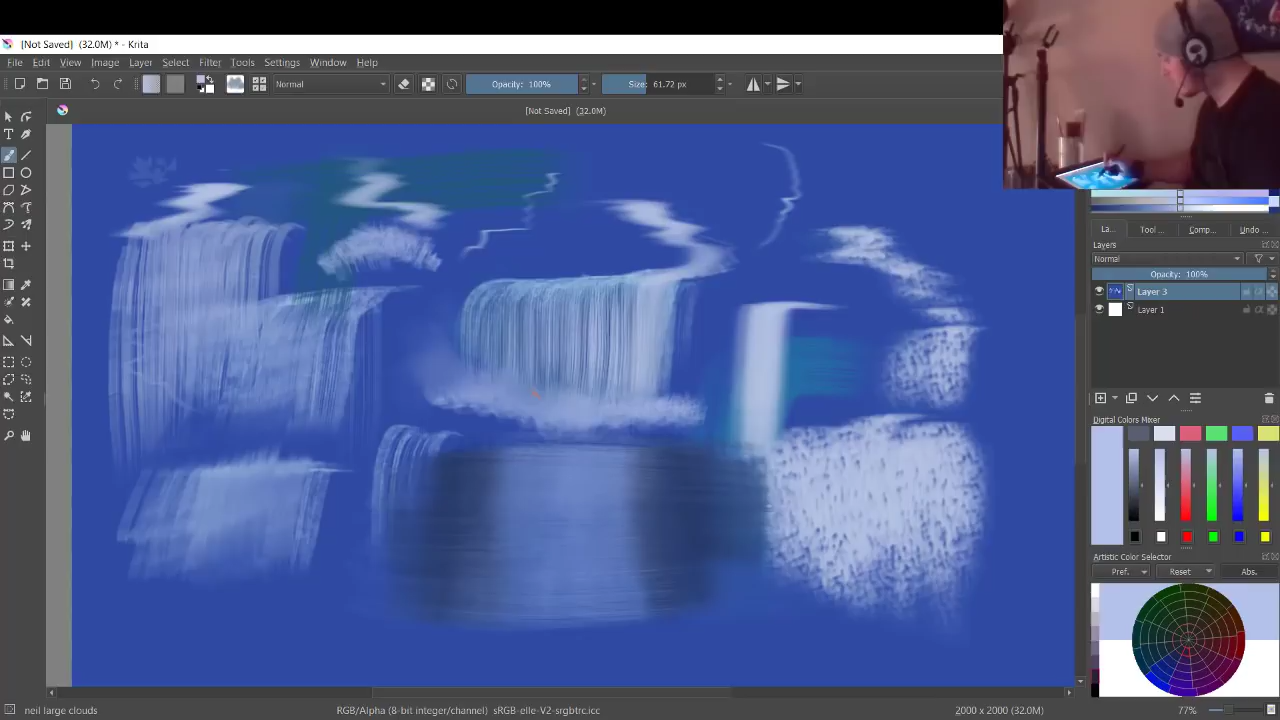 [Not Saved] (32.0M) * - Krita
File Edit View Image Layer Select Filter Tools Settings Window Help
Normal
Opacity: 100%
Size: 61.72 px
[Not Saved] (32.0M)
La... Tool ... Comp... Undo ...
Layers
Normal
Opacity: 100%
Layer 3
Layer 1
Digital Colors Mixer
Artistic Color Selector
Pref. Reset Abs.
neil large clouds RGB/Alpha (8-bit integer/channel) sRGB-elle-V2-srgbtrc.icc 2000 x 2000 (32.0M) 77%